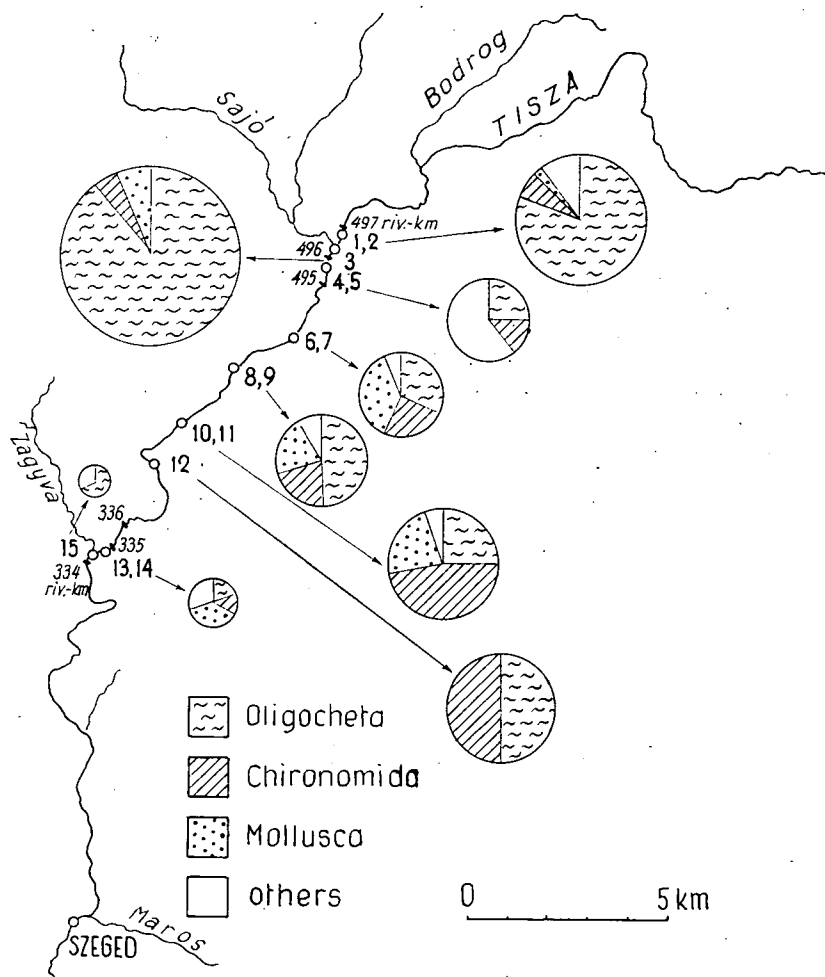 Sajó
Bodrog
TISZA
497 riv.-km
1,2
496
3
495
4,5
6,7
8,9
10,11
12
Zagyva
336
335
15
13,14
334
riv.-km
Oligocheta
Chironomida
Mollusca
others
0 5 km
Maros
SZEGED